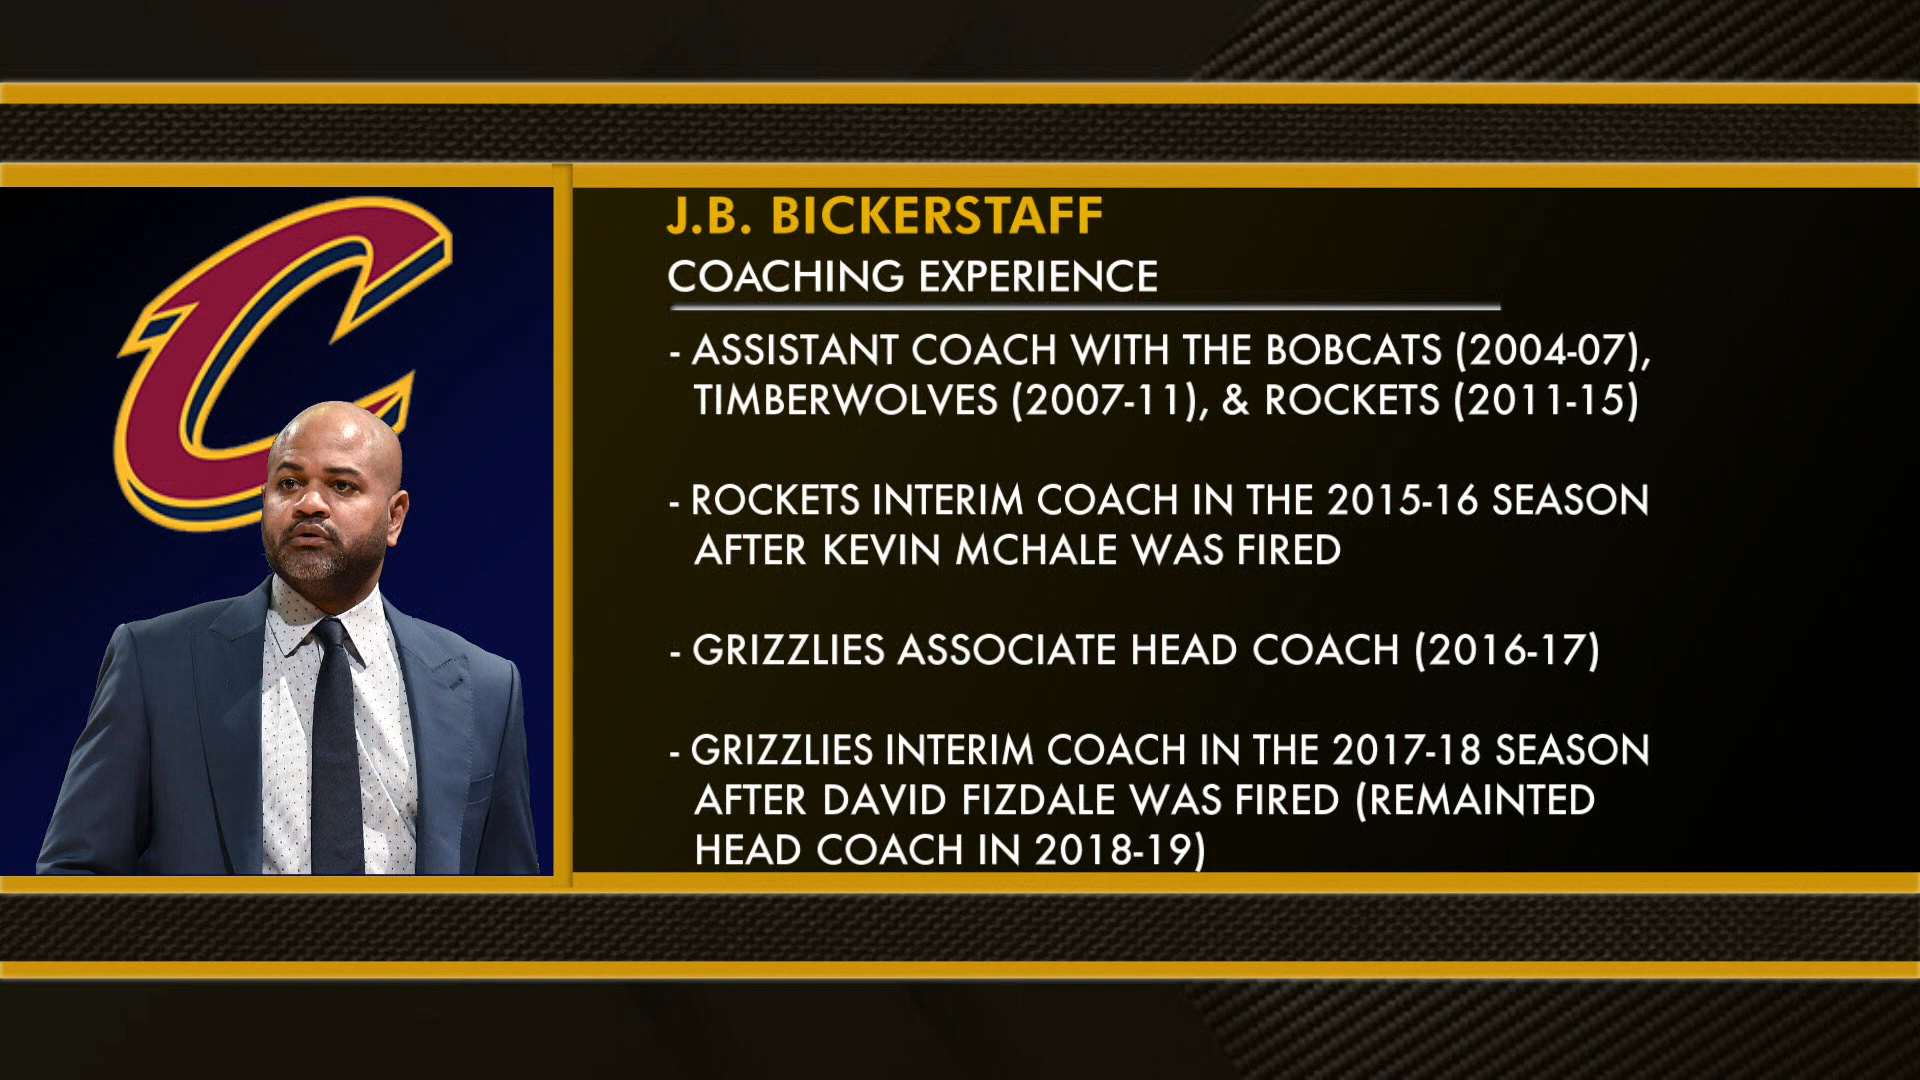 J.B. BICKERSTAFF
COACHING EXPERIENCE
- ASSISTANT COACH WITH THE BOBCATS (2004-07),
TIMBERWOLVES (2007-11), & ROCKETS (2011-15)
- ROCKETS INTERIM COACH IN THE 2015-16 SEASON
AFTER KEVIN MCHALE WAS FIRED
- GRIZZLIES ASSOCIATE HEAD COACH (2016-17)
- GRIZZLIES INTERIM COACH IN THE 2017-18 SEASON
AFTER DAVID FIZDALE WAS FIRED (REMAINTED
HEAD COACH IN 2018-19)